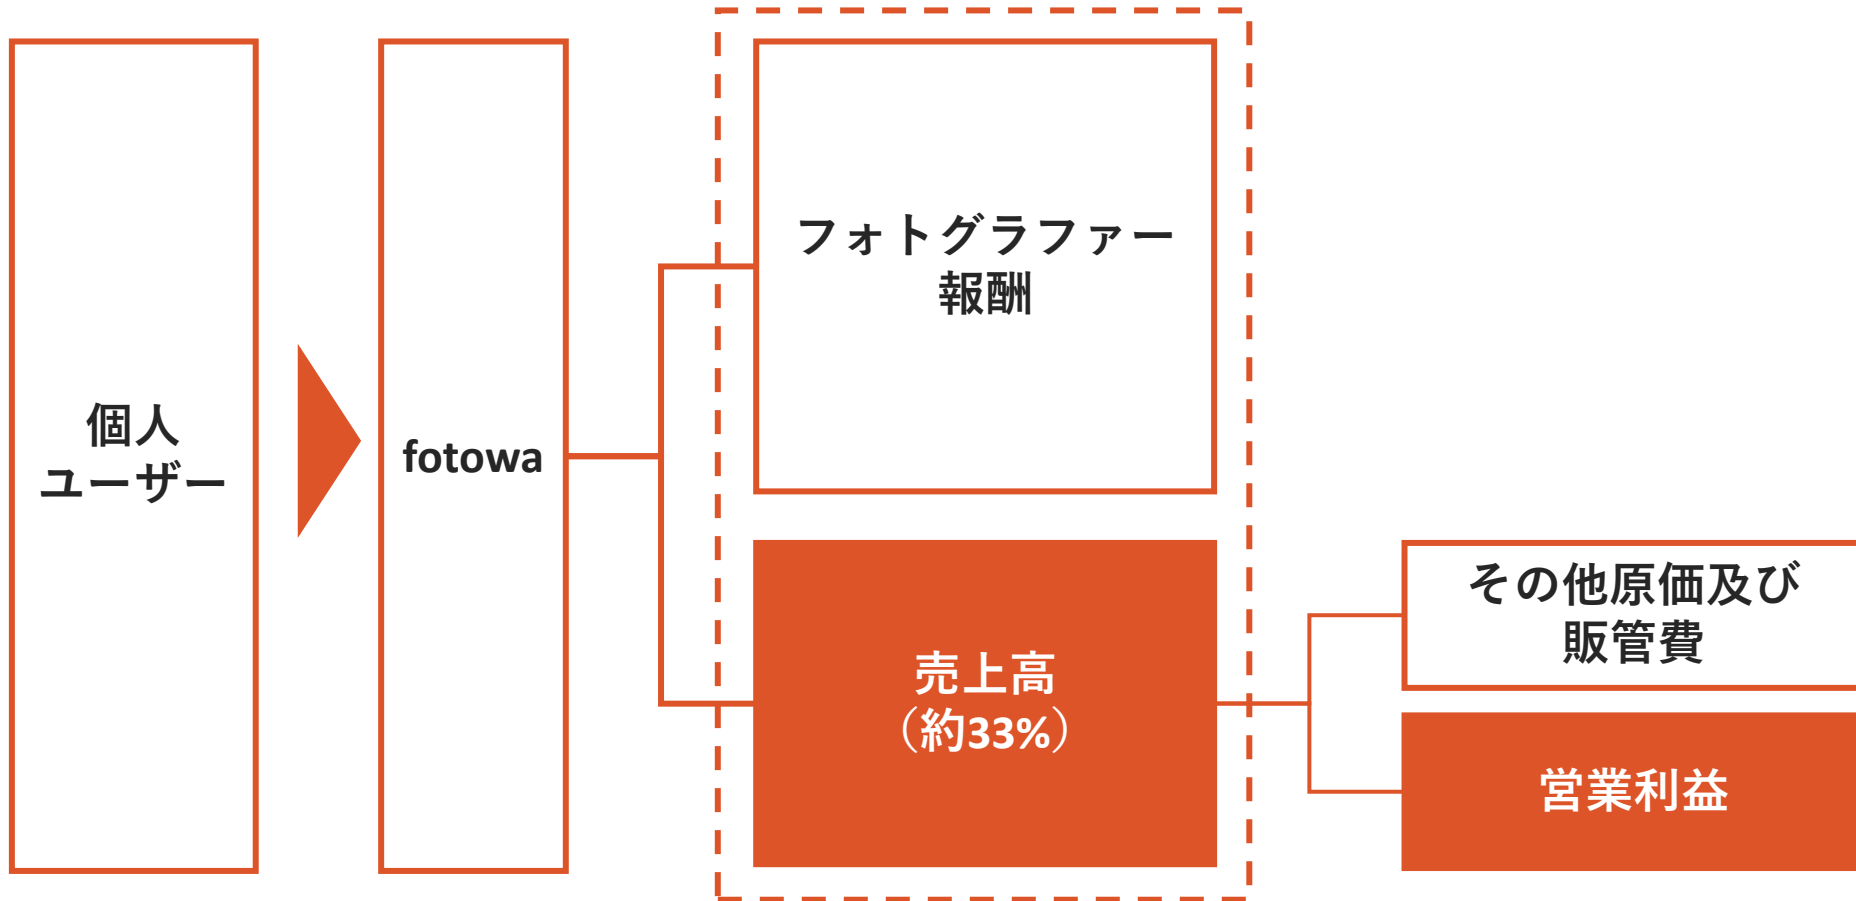 個人
ユーザー
fotowa
フォトグラファー
報酬
売上高
（約33%）
その他原価及び
販管費
営業利益